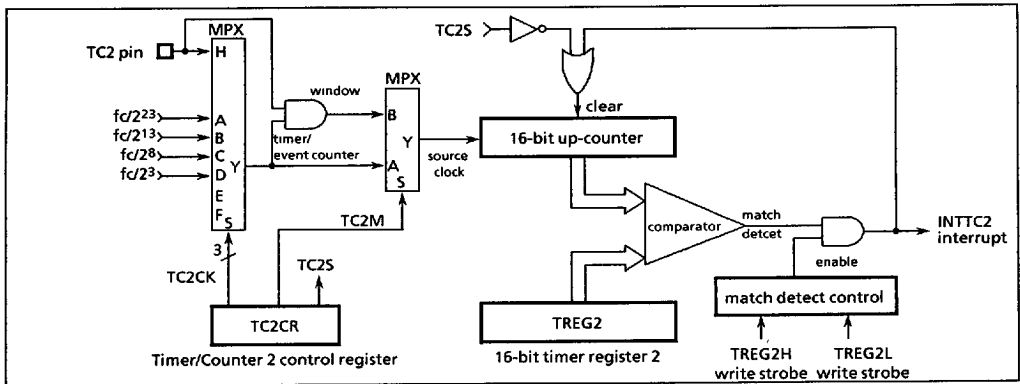 MPX
TC2 pin
H
fc/2^23
A
fc/2^13
B
fc/2^8
C
fc/2^3
D
E
F
S
Y
window
timer/
event counter
MPX
B
Y
A
S
source
clock
TC2S
clear
16-bit up-counter
comparator
match
detcet
enable
INTTC2
interrupt
match detect control
TREG2H
write strobe
TREG2L
write strobe
3
TC2CK
TC2M
TC2S
TC2CR
Timer/Counter 2 control register
TREG2
16-bit timer register 2